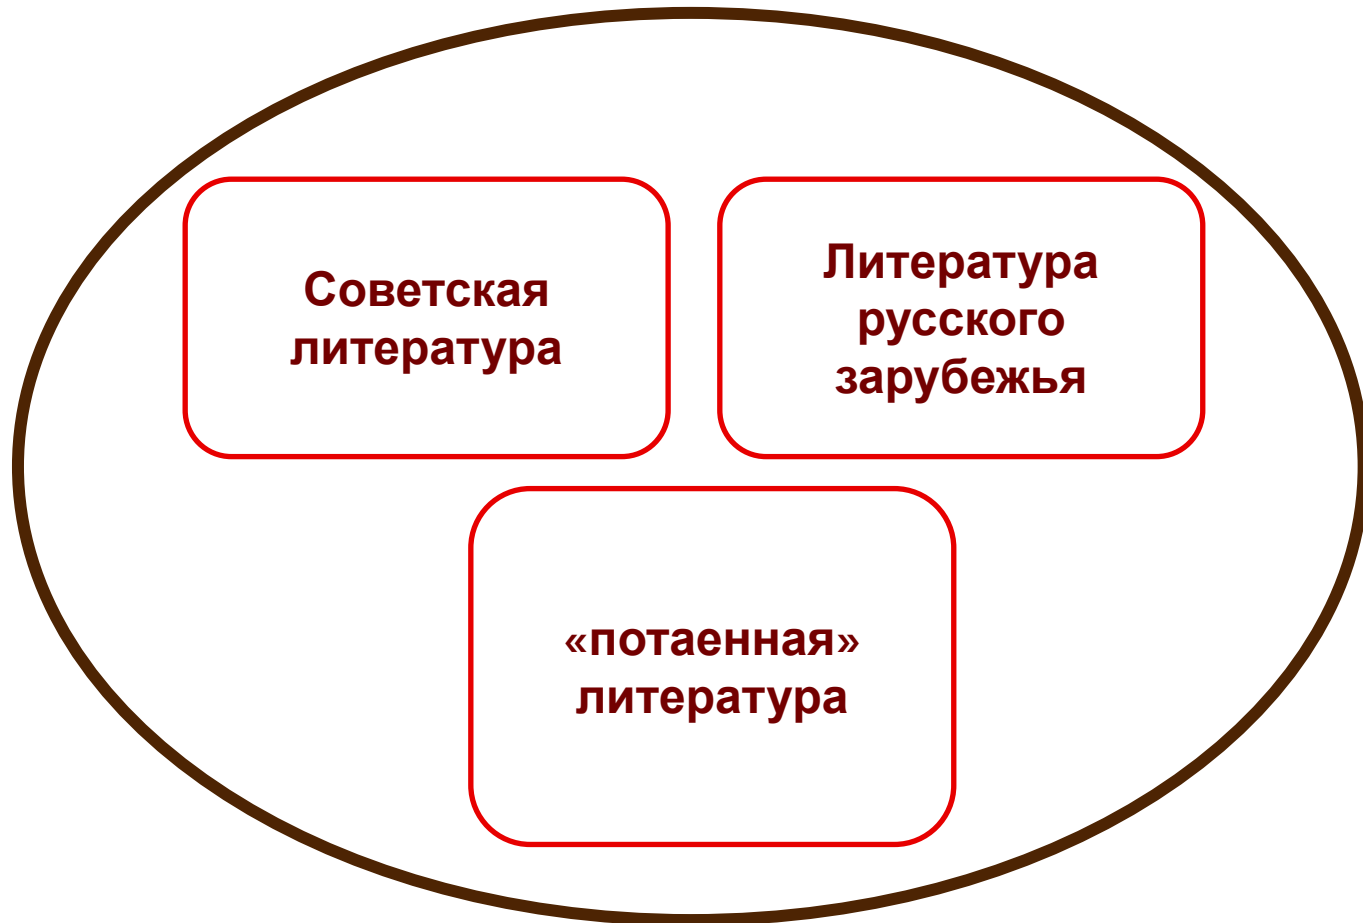 Советская
литература
Литература
русского
зарубежья
«потаенная»
литература